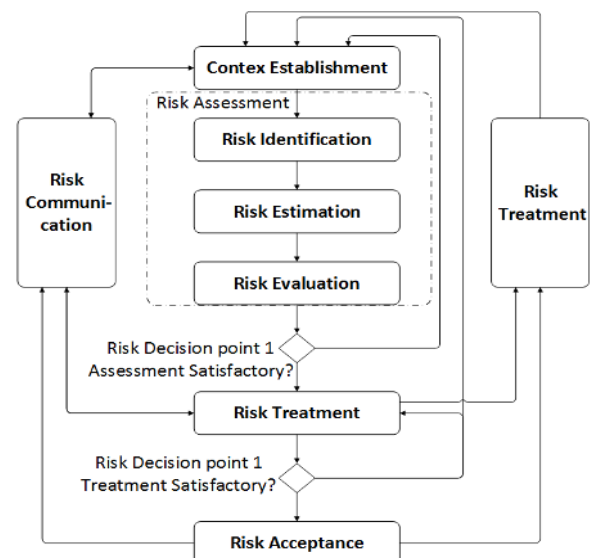 Contex Establishment
Risk Assessment
Risk Identification
Risk
Communi-
cation
Risk
Treatment
Risk Estimation
Risk Evaluation
Risk Decision point 1
Assessment Satisfactory?
Risk Treatment
Risk Decision point 1
Treatment Satisfactory?
Risk Acceptance